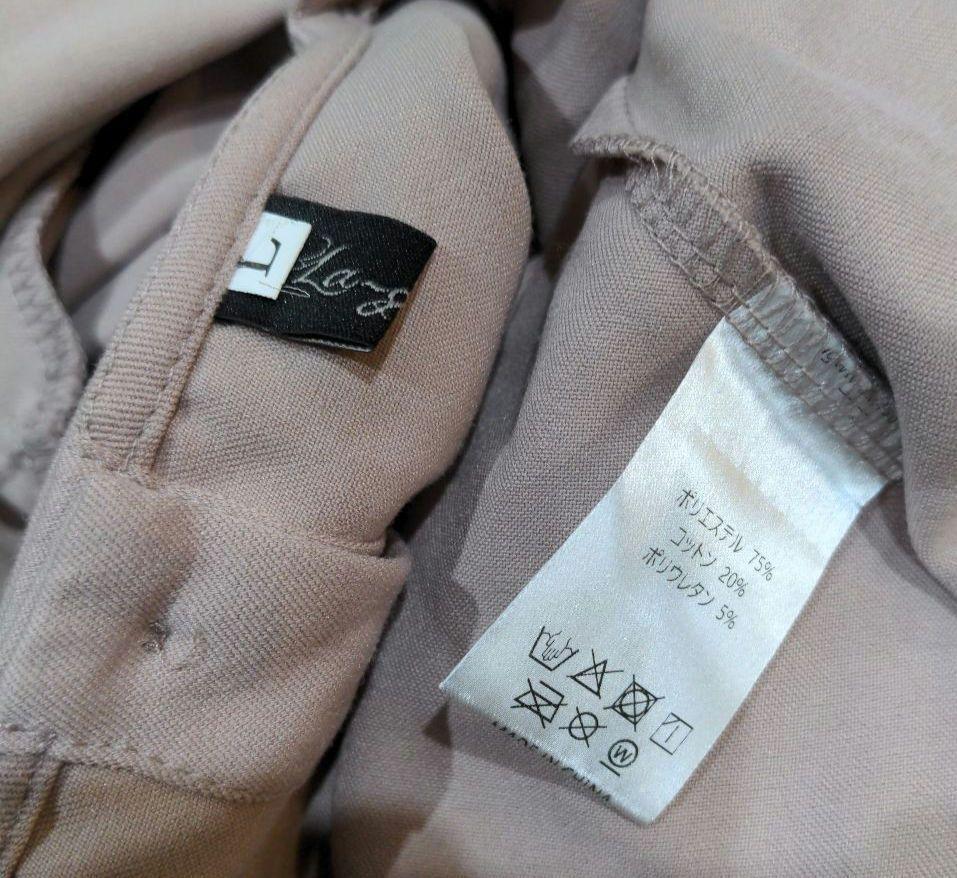 L
La-g
ポリエステル 75%
コットン 20%
ポリウレタン 5%
W
MADE IN CHINA